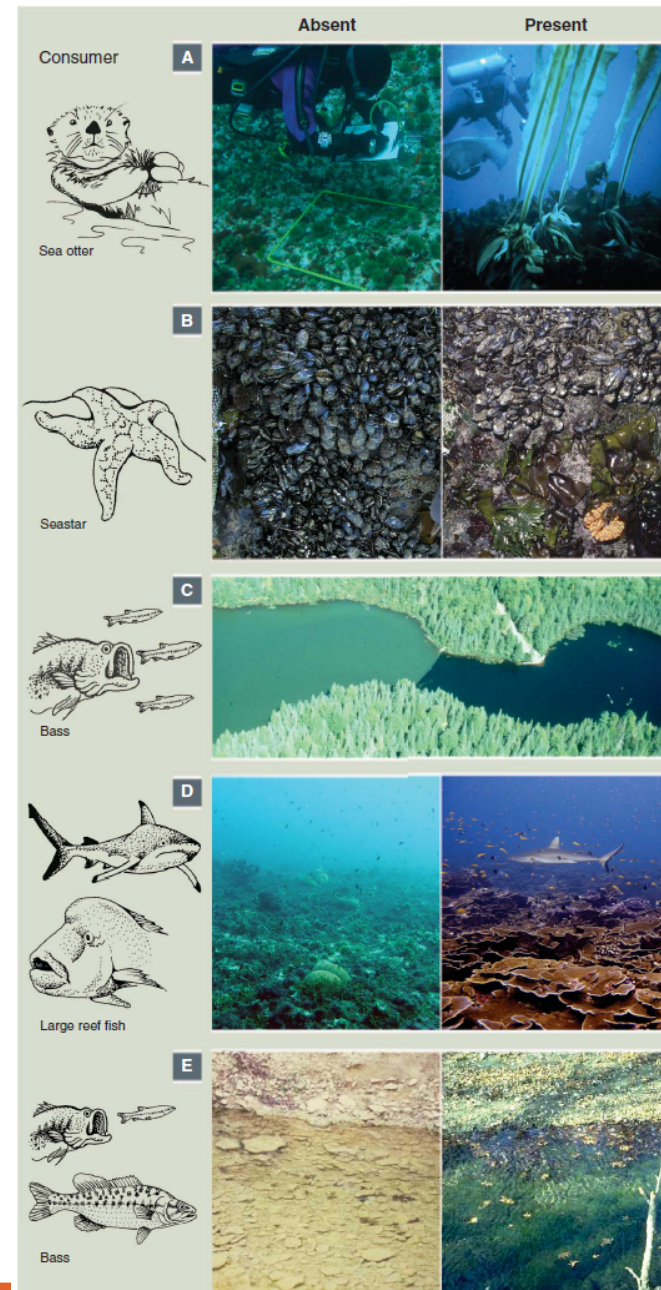 Absent Present
Consumer A
Sea otter
B
Seastar
C
Bass
D
Large reef fish
E
Bass